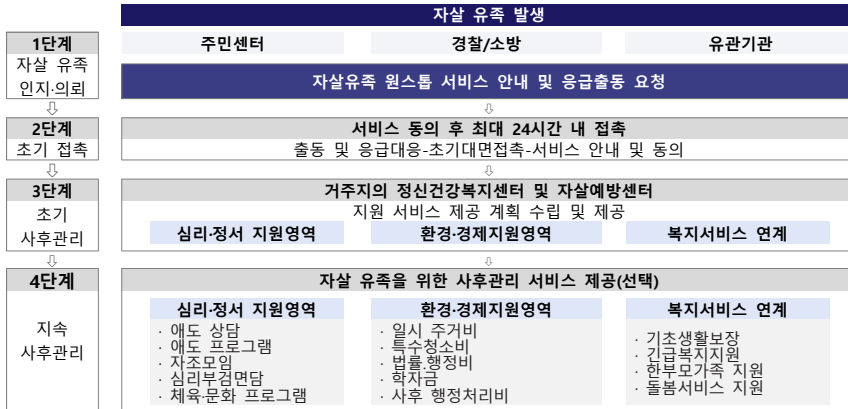 자살 유족 발생
1단계
자살 유족
인지·의뢰
주민센터
경찰/소방
유관기관
자살유족 원스톱 서비스 안내 및 응급출동 요청
2단계
초기 접촉
서비스 동의 후 최대 24시간 내 접촉
출동 및 응급대응-초기대면접촉-서비스 안내 및 동의
3단계
초기
사후관리
거주지의 정신건강복지센터 및 자살예방센터
지원 서비스 제공 계획 수립 및 제공
심리·정서 지원영역
환경·경제지원영역
복지서비스 연계
4단계
지속
사후관리
자살 유족을 위한 사후관리 서비스 제공(선택)
심리·정서 지원영역
· 애도 상담
· 애도 프로그램
· 자조모임
· 심리부검면담
· 체육·문화 프로그램
환경·경제지원영역
· 일시 주거비
· 특수청소비
· 법률.행정비
· 학자금
· 사후 행정처리비
복지서비스 연계
· 기초생활보장
· 긴급복지지원
· 한부모가족 지원
· 돌봄서비스 지원